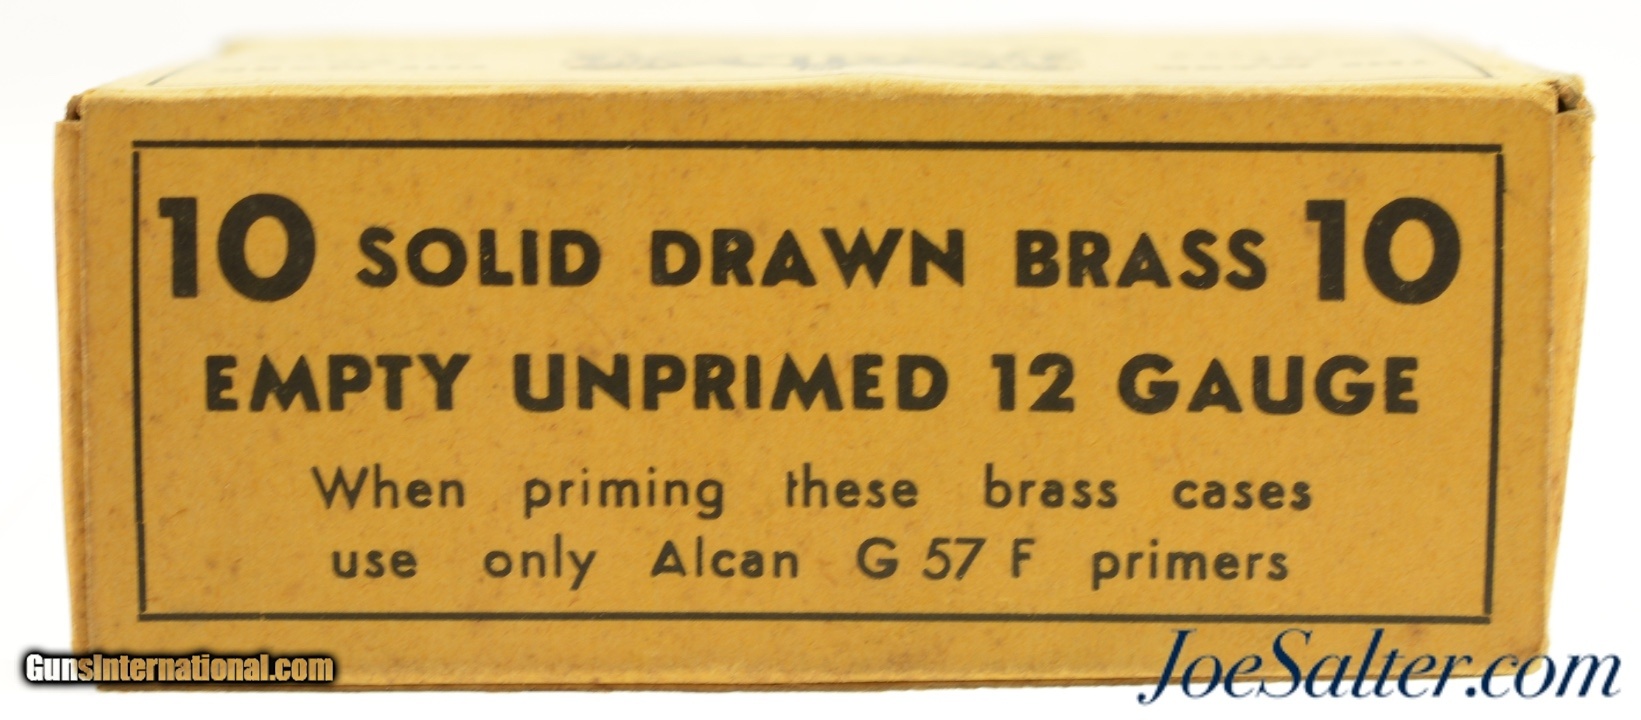 10 SOLID DRAWN BRASS 10
EMPTY UNPRIMED 12 GAUGE
When priming these brass cases
use only Alcan G 57 F primers
GunsInternational.com
JoeSalter.com